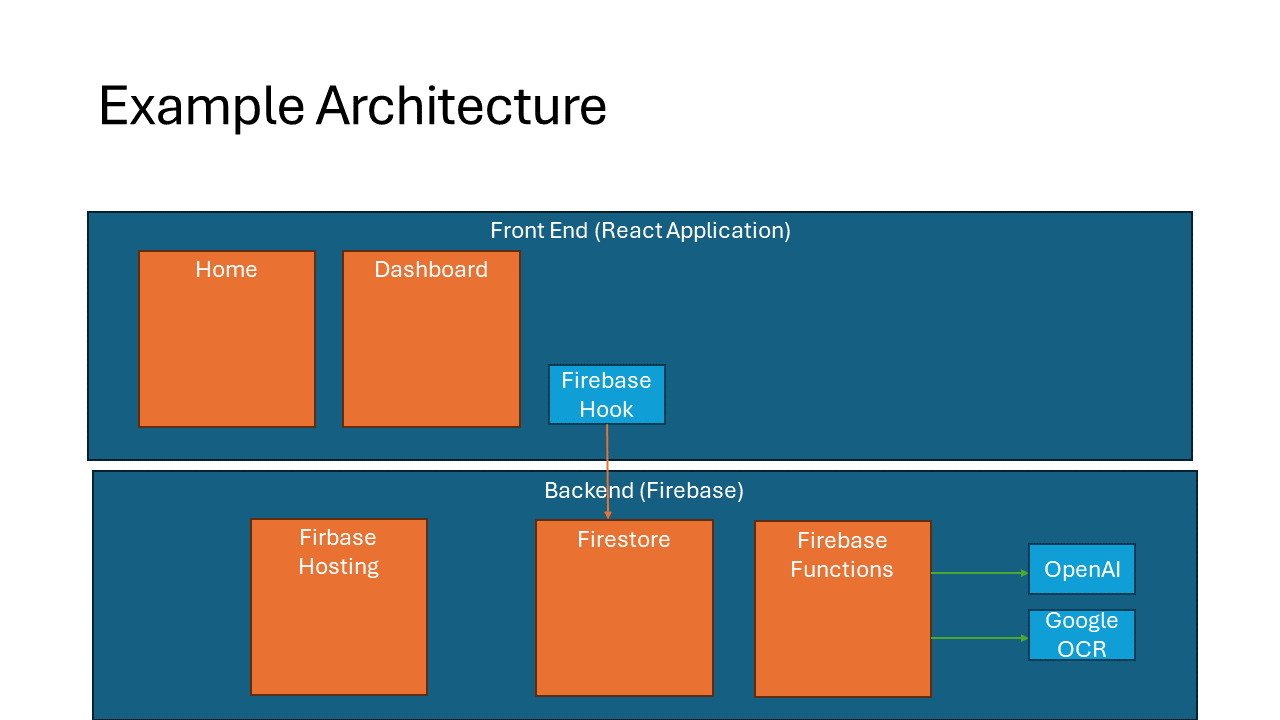 Example Architecture
Front End (React Application)
Home
Dashboard
Firebase
Hook
Backend (Firebase)
Firbase
Hosting
Firestore
Firebase
Functions
OpenAI
Google
OCR